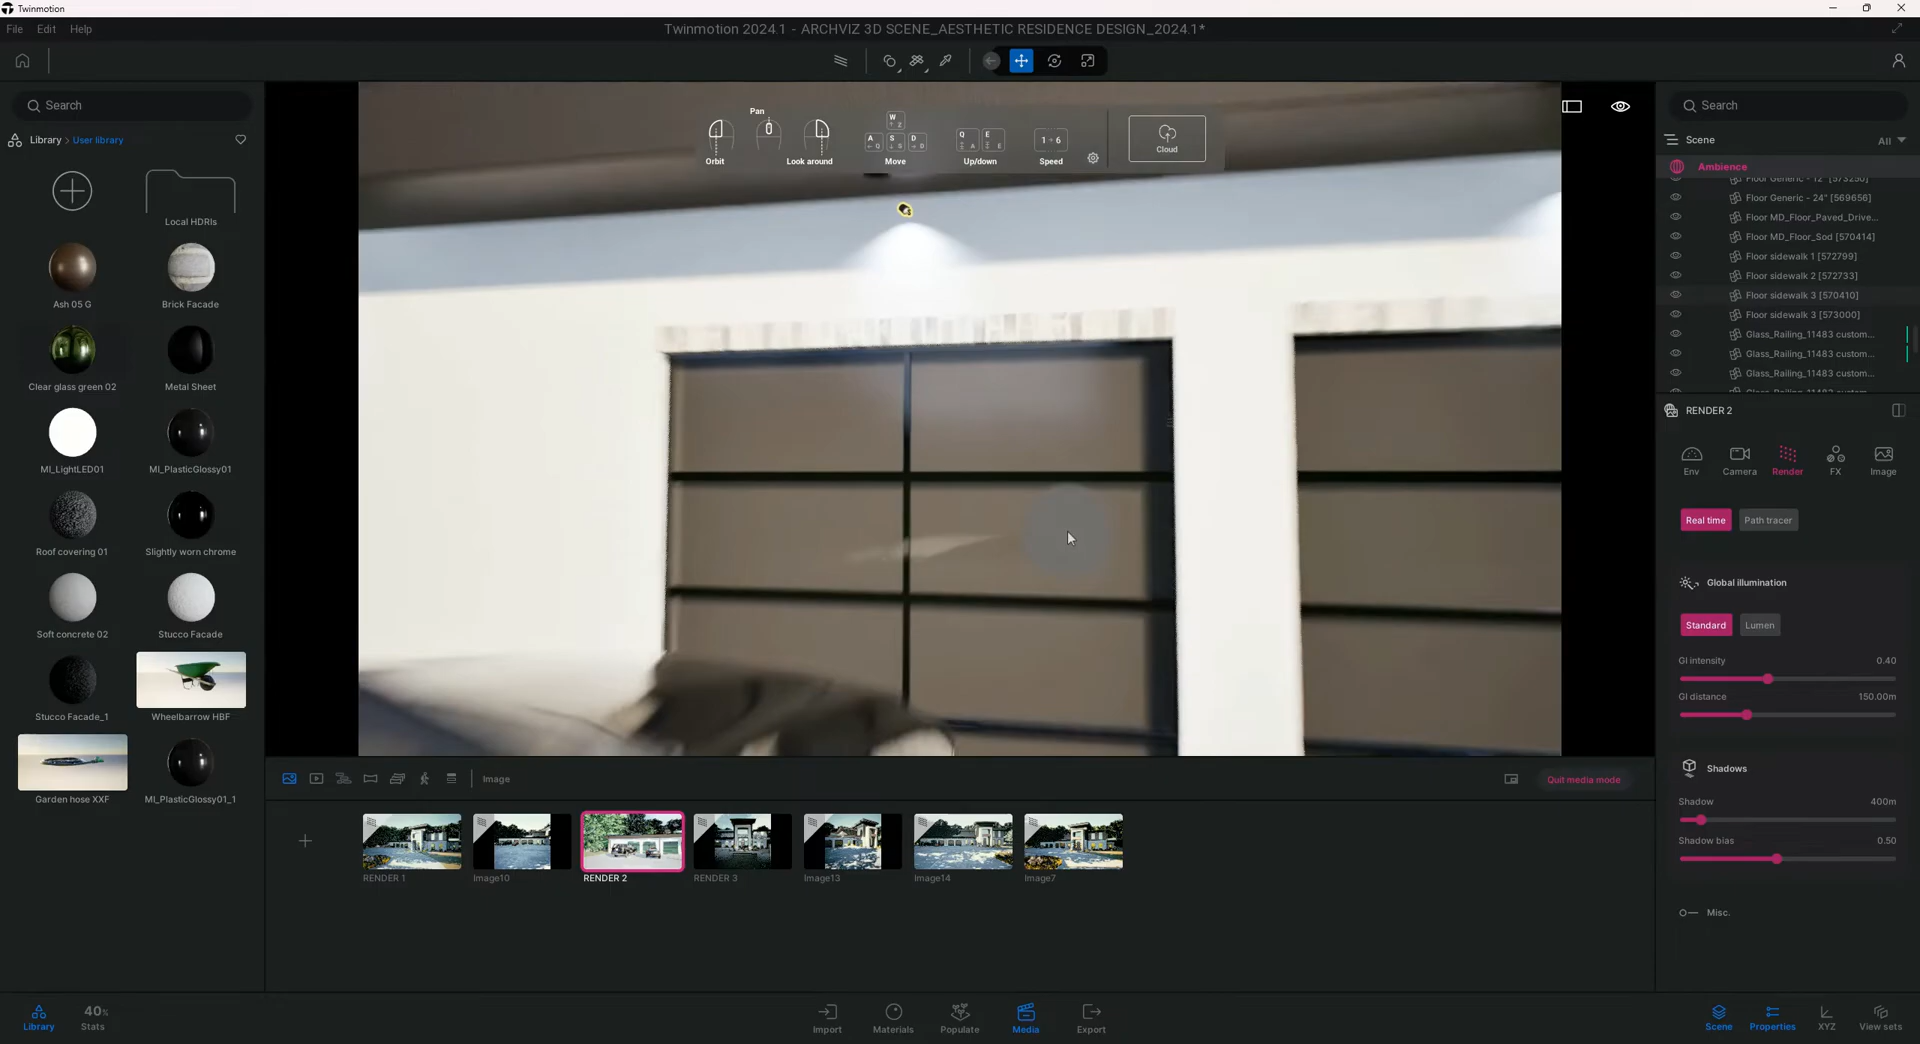 Twinmotion
File Edit Help
Twinmotion 2024.1 - ARCHVIZ 3D SCENE_AESTHETIC RESIDENCE DESIGN_2024.1*
Search
Library > User library
Local HDRIs
Ash 05 G
Brick Facade
Clear glass green 02
Metal Sheet
MI_LightLED01
MI_PlasticGlossy01
Roof covering 01
Slightly worn chrome
Soft concrete 02
Stucco Facade
Stucco Facade_1
Wheelbarrow HBF
Garden hose XXF
MI_PlasticGlossy01_1
Orbit
Pan
Look around
W
Z
A
Q
S
S
D
D
Move
Q
A
E
E
Up/down
1 - 6
Speed
Cloud
Search
Scene
All
Ambience
Floor Generic - 12" [573250]
Floor Generic - 24" [569656]
Floor MD_Floor_Paved_Drive...
Floor MD_Floor_Sod [570414]
Floor sidewalk 1 [572799]
Floor sidewalk 2 [572733]
Floor sidewalk 3 [570410]
Floor sidewalk 3 [573000]
Glass_Railing_11483 custom...
Glass_Railing_11483 custom...
Glass_Railing_11483 custom...
RENDER 2
Env
Camera
Render
FX
Image
Real time
Path tracer
Global illumination
Standard
Lumen
GI intensity 0.40
GI distance 150.00m
Shadows
Shadow 400m
Shadow bias 0.50
Misc.
Image
Quit media mode
RENDER 1
Image10
RENDER 2
RENDER 3
Image13
Image14
Image7
Library
40%
Stats
Import
Materials
Populate
Media
Export
Scene
Properties
XYZ
View sets